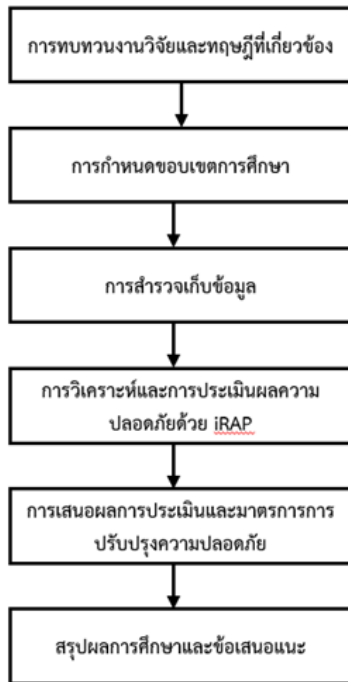 การทบทวนงานวิจัยและทฤษฎีที่เกี่ยวข้อง
การกำหนดขอบเขตการศึกษา
การสำรวจเก็บข้อมูล
การวิเคราะห์และการประเมินผลความ
ปลอดภัยด้วย iRAP
การเสนอผลการประเมินและมาตรการการ
ปรับปรุงความปลอดภัย
สรุปผลการศึกษาและข้อเสนอแนะ